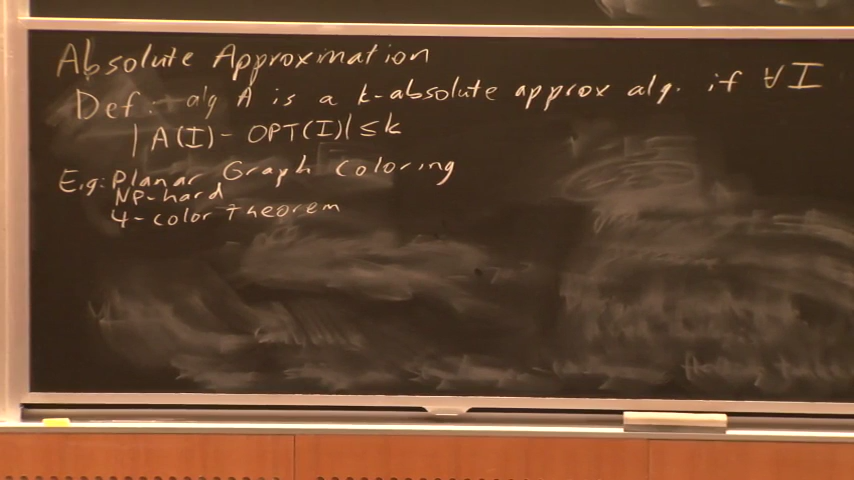 Absolute Approximation
Def: alg A is a k-absolute approx alg. if ∀I
|A(I) - OPT(I)| ≤ k
E.g: Planar Graph Coloring
NP-hard
4-color theorem